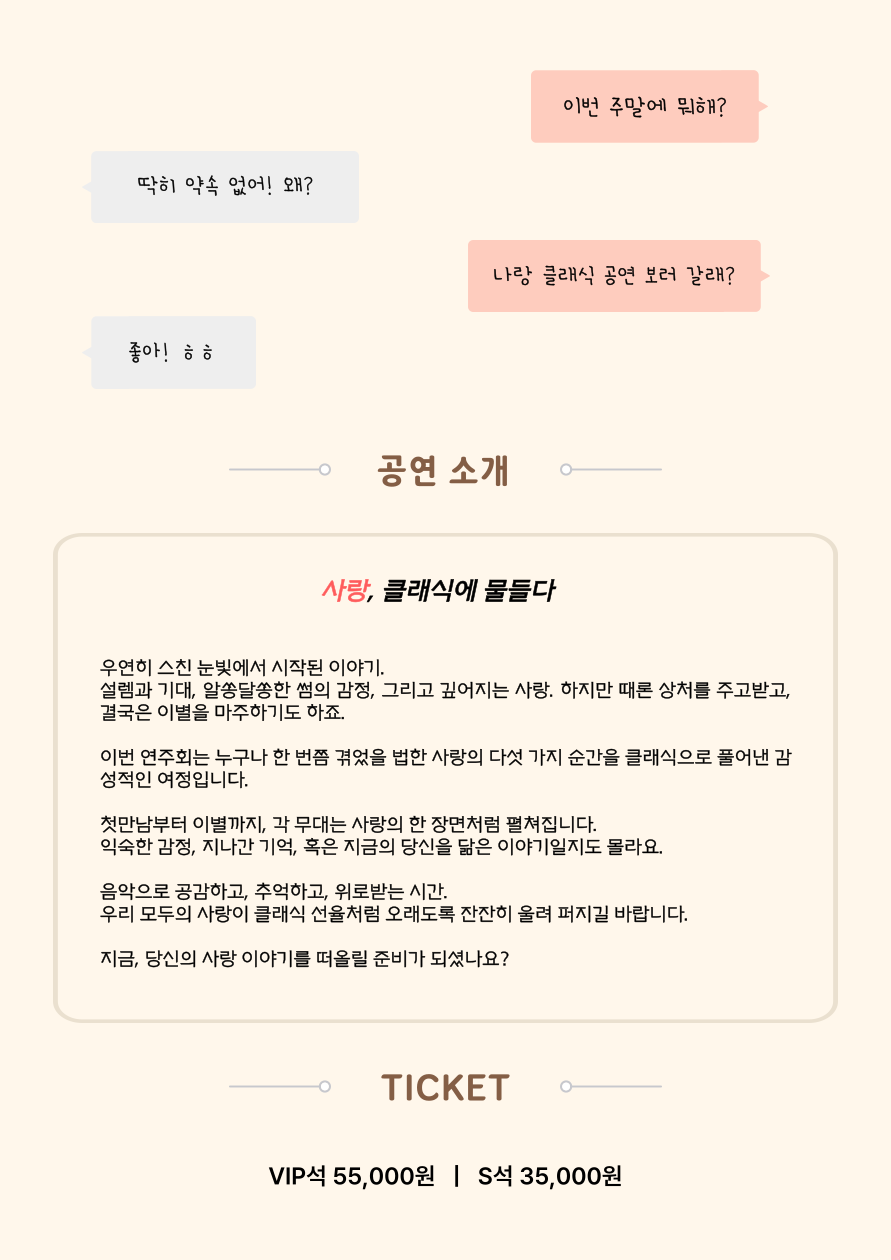 이번 주말에 뭐해?
딱히 약속 없어! 왜?
나랑 클래식 공연 보러 갈래?
좋아! ㅎㅎ
공연 소개
사랑, 클래식에 물들다
우연히 스친 눈빛에서 시작된 이야기.
설렘과 기대, 알쏭달쏭한 썸의 감정, 그리고 깊어지는 사랑. 하지만 때론 상처를 주고받고,
결국은 이별을 마주하기도 하죠.
이번 연주회는 누구나 한 번쯤 겪었을 법한 사랑의 다섯 가지 순간을 클래식으로 풀어낸 감
성적인 여정입니다.
첫만남부터 이별까지, 각 무대는 사랑의 한 장면처럼 펼쳐집니다.
익숙한 감정, 지나간 기억, 혹은 지금의 당신을 닮은 이야기일지도 몰라요.
음악으로 공감하고, 추억하고, 위로받는 시간.
우리 모두의 사랑이 클래식 선율처럼 오래도록 잔잔히 울려 퍼지길 바랍니다.
지금, 당신의 사랑 이야기를 떠올릴 준비가 되셨나요?
TICKET
VIP석 55,000원 | S석 35,000원